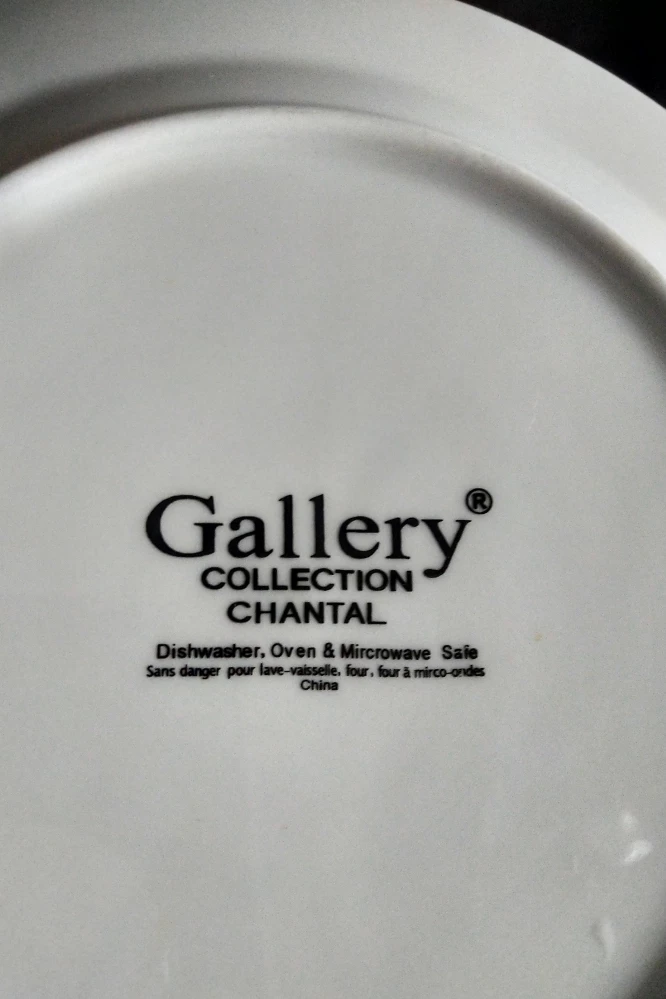 Gallery®
COLLECTION
CHANTAL
Dishwasher, Oven & Mircrowave Safe
Sans danger pour lave-vaisselle, four, four à mirco-ondes
China